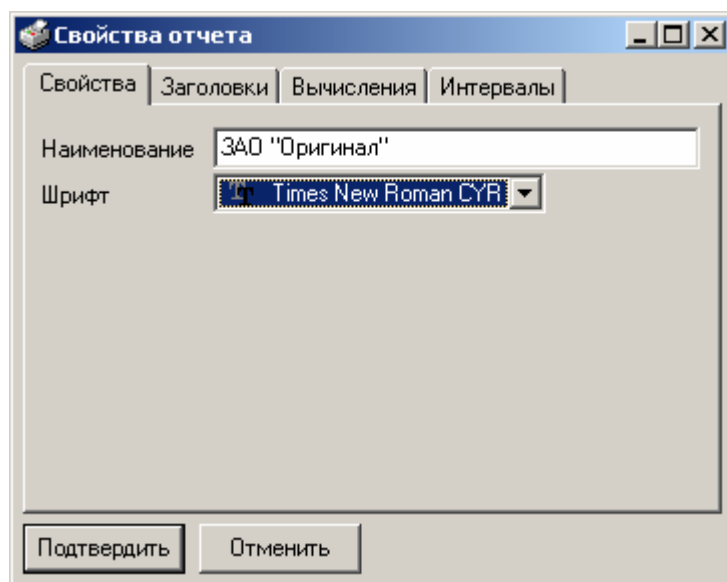 Свойства отчета
Свойства Заголовки Вычисления Интервалы
Наименование ЗАО "Оригинал"
Шрифт Times New Roman CYR
Подтвердить Отменить